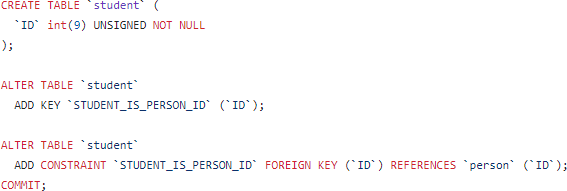 CREATE TABLE `student` (
  `ID` int(9) UNSIGNED NOT NULL
);
ALTER TABLE `student`
  ADD KEY `STUDENT_IS_PERSON_ID` (`ID`);
ALTER TABLE `student`
  ADD CONSTRAINT `STUDENT_IS_PERSON_ID` FOREIGN KEY (`ID`) REFERENCES `person` (`ID`);
COMMIT;